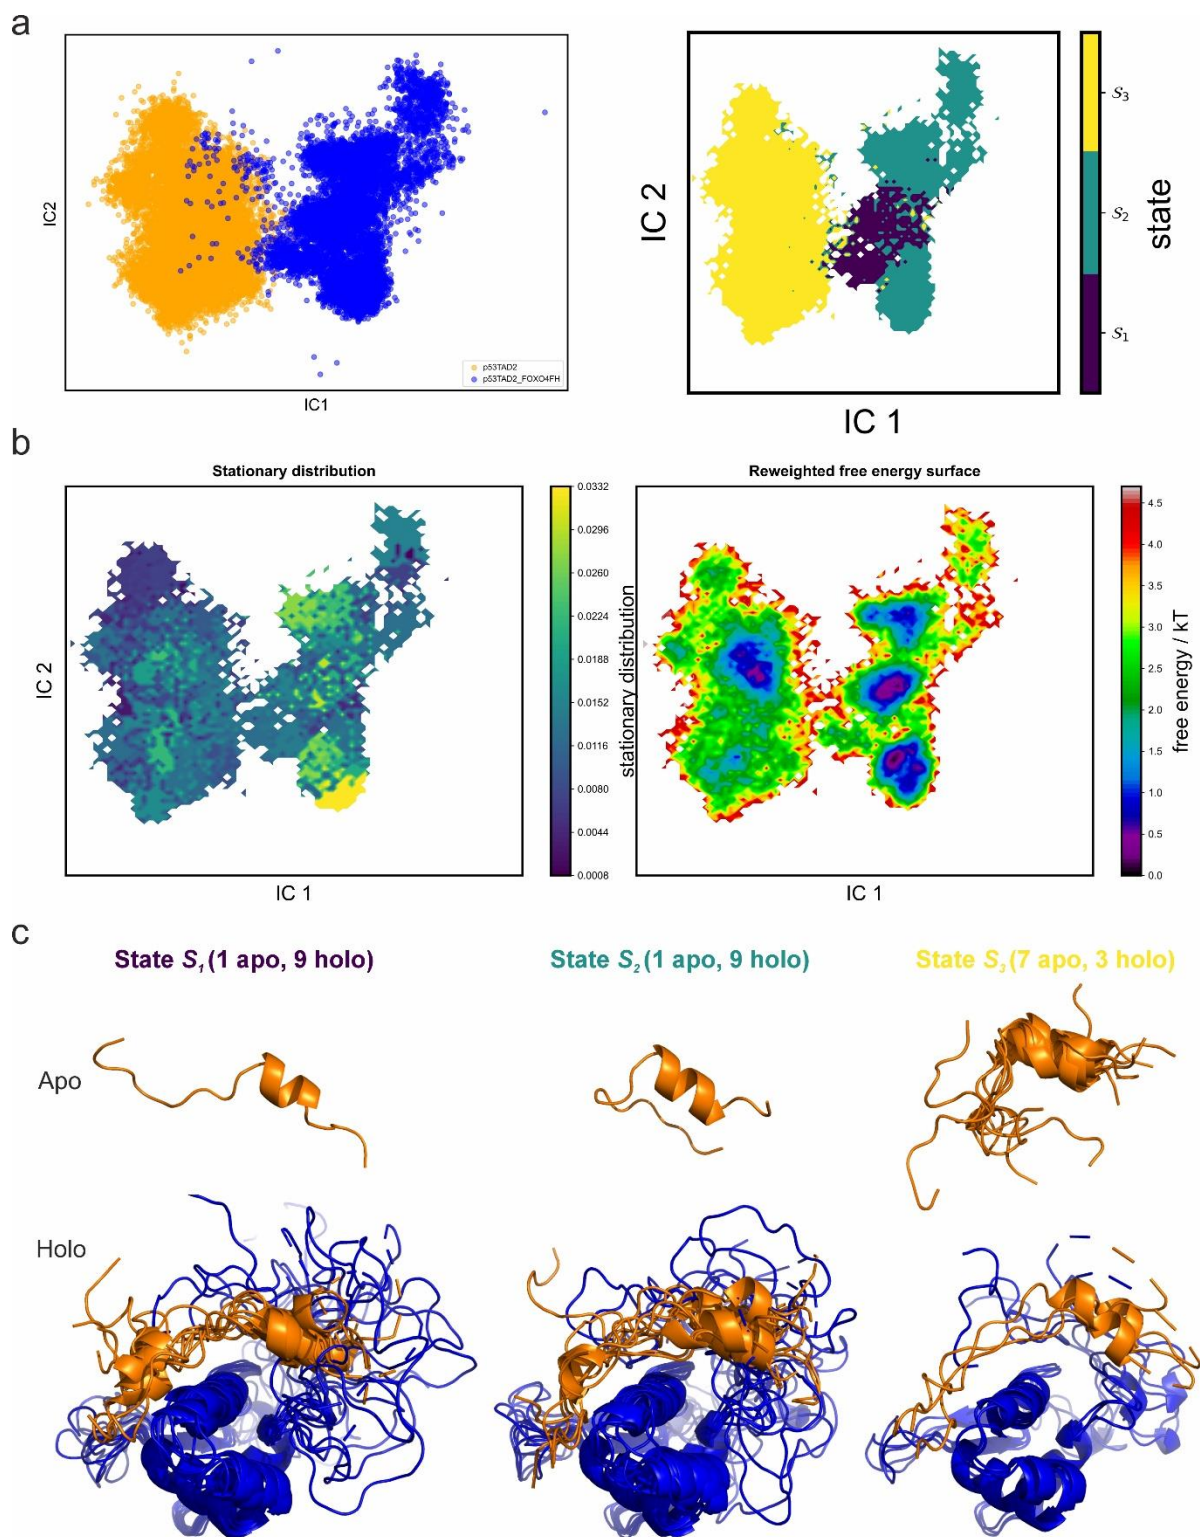 a
IC2
IC1
p53TAD2
p53TAD2_FOXO4FH
IC 2
IC 1
S3
S2
S1
state
b
Stationary distribution
IC 2
IC 1
0.0332
0.0296
0.0260
0.0224
0.0188
0.0152
0.0116
0.0080
0.0044
0.0008
stationary distribution
Reweighted free energy surface
IC 1
4.5
4.0
3.5
3.0
2.5
2.0
1.5
1.0
0.5
0.0
free energy / kT
c
State S1 (1 apo, 9 holo)
State S2 (1 apo, 9 holo)
State S3 (7 apo, 3 holo)
Apo
Holo